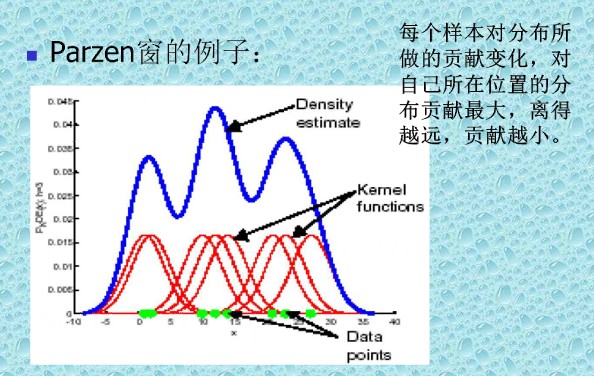 Parzen窗的例子：
每个样本对分布所
做的贡献变化，对
自己所在位置的分
布贡献最大，离得
越远，贡献越小。
Density
estimate
Kernel
functions
Data
points
0.045
0.04
0.035
0.03
0.025
0.02
0.015
0.01
0.005
0
-10 -5 0 5 10 15 25 30 35 40
x